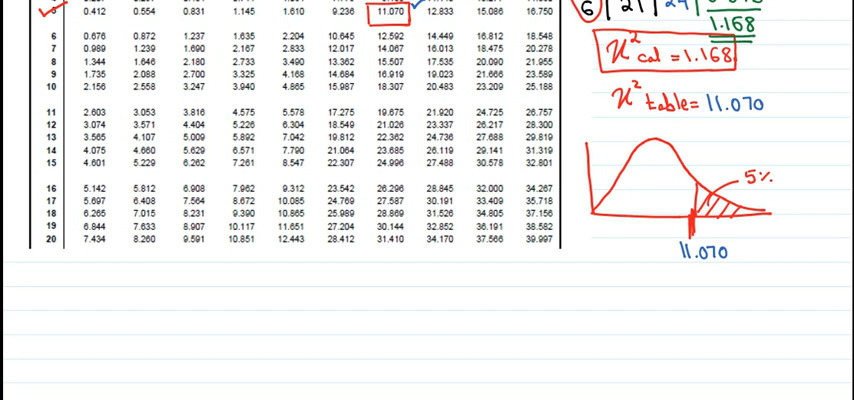 5 0.412 0.554 0.831 1.145 1.610 9.236 11.070 12.833 15.086 16.750
6 0.676 0.872 1.237 1.635 2.204 10.645 12.592 14.449 16.812 18.548
7 0.989 1.239 1.690 2.167 2.833 12.017 14.067 16.013 18.475 20.278
8 1.344 1.646 2.180 2.733 3.490 13.362 15.507 17.535 20.090 21.955
9 1.735 2.088 2.700 3.325 4.168 14.684 16.919 19.023 21.666 23.589
10 2.156 2.558 3.247 3.940 4.865 15.987 18.307 20.483 23.209 25.188
11 2.603 3.053 3.816 4.575 5.578 17.275 19.675 21.920 24.725 26.757
12 3.074 3.571 4.404 5.226 6.304 18.549 21.026 23.337 26.217 28.300
13 3.565 4.107 5.009 5.892 7.042 19.812 22.362 24.736 27.688 29.819
14 4.075 4.660 5.629 6.571 7.790 21.064 23.685 26.119 29.141 31.319
15 4.601 5.229 6.262 7.261 8.547 22.307 24.996 27.488 30.578 32.801
16 5.142 5.812 6.908 7.962 9.312 23.542 26.296 28.845 32.000 34.267
17 5.697 6.408 7.564 8.672 10.085 24.769 27.587 30.191 33.409 35.718
18 6.265 7.015 8.231 9.390 10.865 25.989 28.869 31.526 34.805 37.156
19 6.844 7.633 8.907 10.117 11.651 27.204 30.144 32.852 36.191 38.582
20 7.434 8.260 9.591 10.851 12.443 28.412 31.410 34.170 37.566 39.997
6 21 24
1.168
χ² cal = 1.168
χ² table = 11.070
5%
11.070